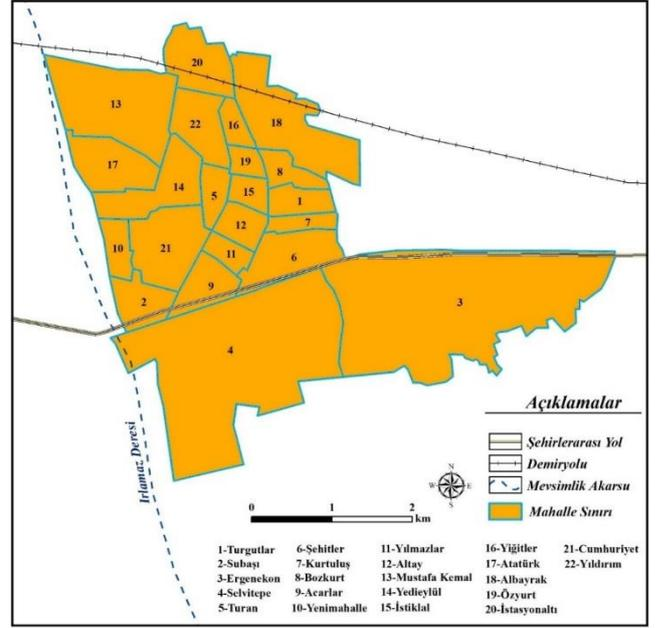 20
13
22
16
18
17
19
8
14
5
15
1
7
12
10
21
11
6
9
2
3
4
Irlamaz Deresi
Açıklamalar
Şehirlerarası Yol
Demiryolu
Mevsimlik Akarsu
Mahalle Sınırı
N
W E
S
0 1 2
km
1-Turgutlar 6-Şehitler 11-Yılmazlar 16-Yiğitler 21-Cumhuriyet
2-Subaşı 7-Kurtuluş 12-Altay 17-Atatürk 22-Yıldırım
3-Ergenekon 8-Bozkurt 13-Mustafa Kemal 18-Albayrak
4-Selvitepe 9-Acarlar 14-Yedieylül 19-Özyurt
5-Turan 10-Yenimahalle 15-İstiklal 20-İstasyonaltı